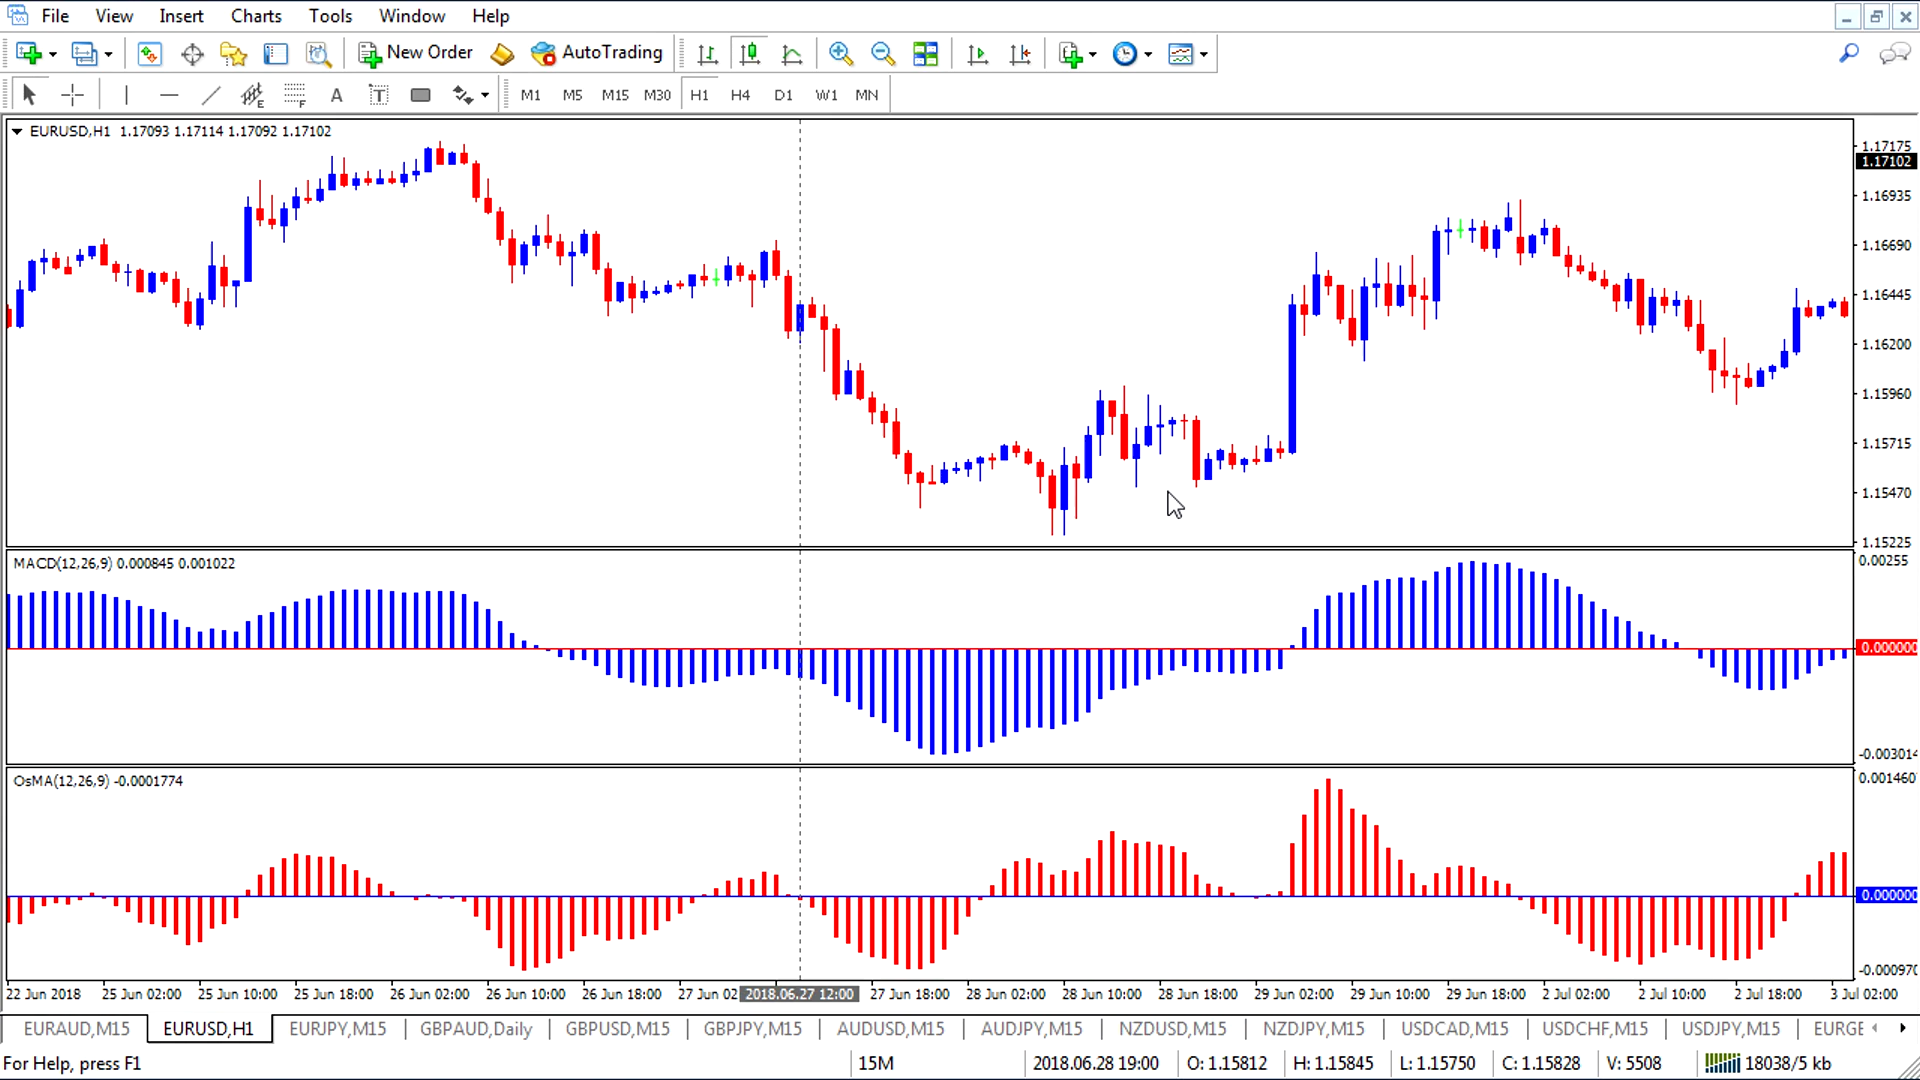 File View Insert Charts Tools Window Help
New Order AutoTrading
A T M1 M5 M15 M30 H1 H4 D1 W1 MN
EURUSD,H1 1.17093 1.17114 1.17092 1.17102
1.17175
1.17102
1.16935
1.16690
1.16445
1.16200
1.15960
1.15715
1.15470
1.15225
MACD(12,26,9) 0.000845 0.001022
0.00255
0.000000
-0.003014
OsMA(12,26,9) -0.0001774
0.001460
0.000000
-0.000970
22 Jun 2018 25 Jun 02:00 25 Jun 10:00 25 Jun 18:00 26 Jun 02:00 26 Jun 10:00 26 Jun 18:00 27 Jun 02 2018.06.27 12:00 27 Jun 18:00 28 Jun 02:00 28 Jun 10:00 28 Jun 18:00 29 Jun 02:00 29 Jun 10:00 29 Jun 18:00 2 Jul 02:00 2 Jul 10:00 2 Jul 18:00 3 Jul 02:00
EURAUD,M15 EURUSD,H1 EURJPY,M15 GBPAUD,Daily GBPUSD,M15 GBPJPY,M15 AUDUSD,M15 AUDJPY,M15 NZDUSD,M15 NZDJPY,M15 USDCAD,M15 USDCHF,M15 USDJPY,M15 EURGE
For Help, press F1 15M 2018.06.28 19:00 O: 1.15812 H: 1.15845 L: 1.15750 C: 1.15828 V: 5508 18038/5 kb